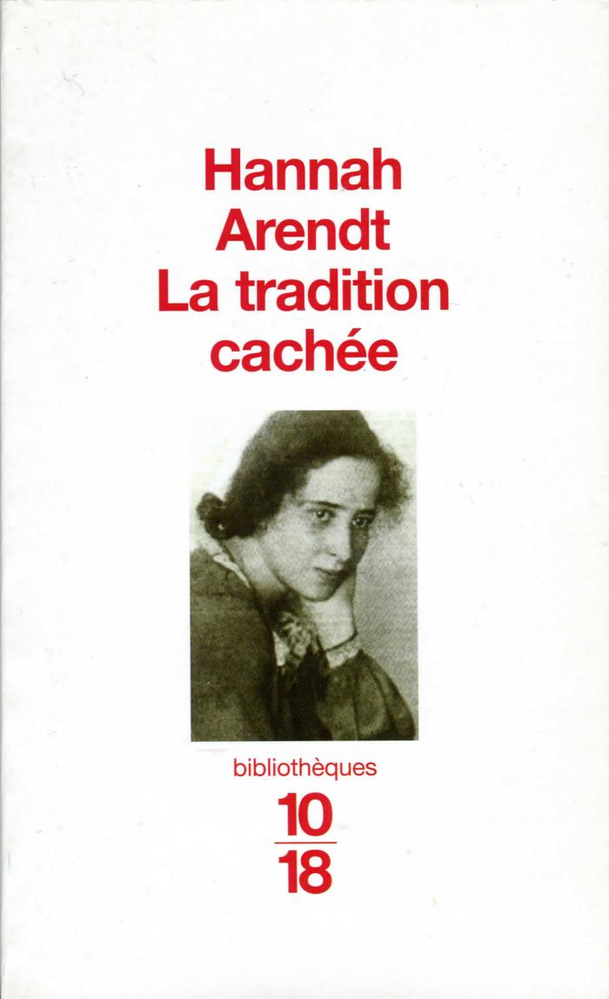 Hannah
Arendt
La tradition
cachée
bibliothèques
10
18